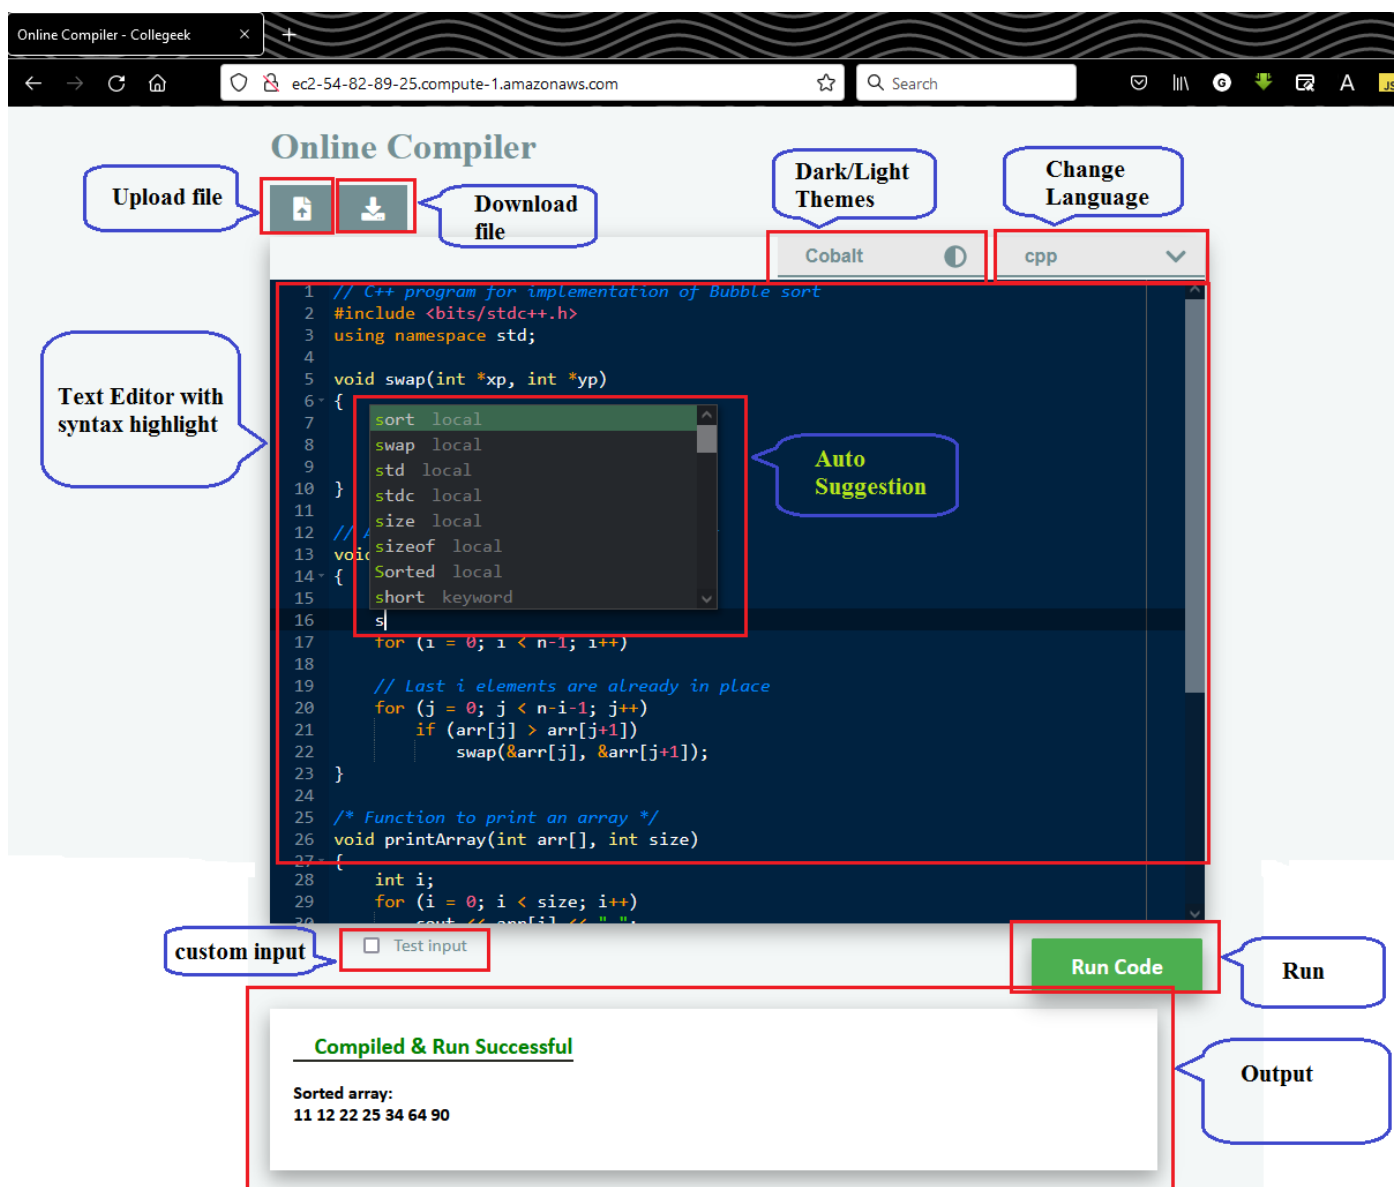 Online Compiler - Collegeek
ec2-54-82-89-25.compute-1.amazonaws.com
Search
Online Compiler
Upload file
Download
file
Dark/Light
Themes
Change
Language
Cobalt
cpp
Text Editor with
syntax highlight
1 // C++ program for implementation of Bubble sort
2 #include <bits/stdc++.h>
3 using namespace std;
4
5 void swap(int *xp, int *yp)
6 {
7
8
9
10 }
11
12 // A
13 void
14 {
15
16 s
17 for (i = 0; i < n-1; i++)
18
19 // Last i elements are already in place
20 for (j = 0; j < n-i-1; j++)
21 if (arr[j] > arr[j+1])
22 swap(&arr[j], &arr[j+1]);
23 }
24
25 /* Function to print an array */
26 void printArray(int arr[], int size)
27 {
28 int i;
29 for (i = 0; i < size; i++)
30 cout << arr[i] << " ";
sort local
swap local
std local
stdc local
size local
sizeof local
Sorted local
short keyword
Auto
Suggestion
custom input
Test input
Run Code
Run
Compiled & Run Successful
Sorted array:
11 12 22 25 34 64 90
Output